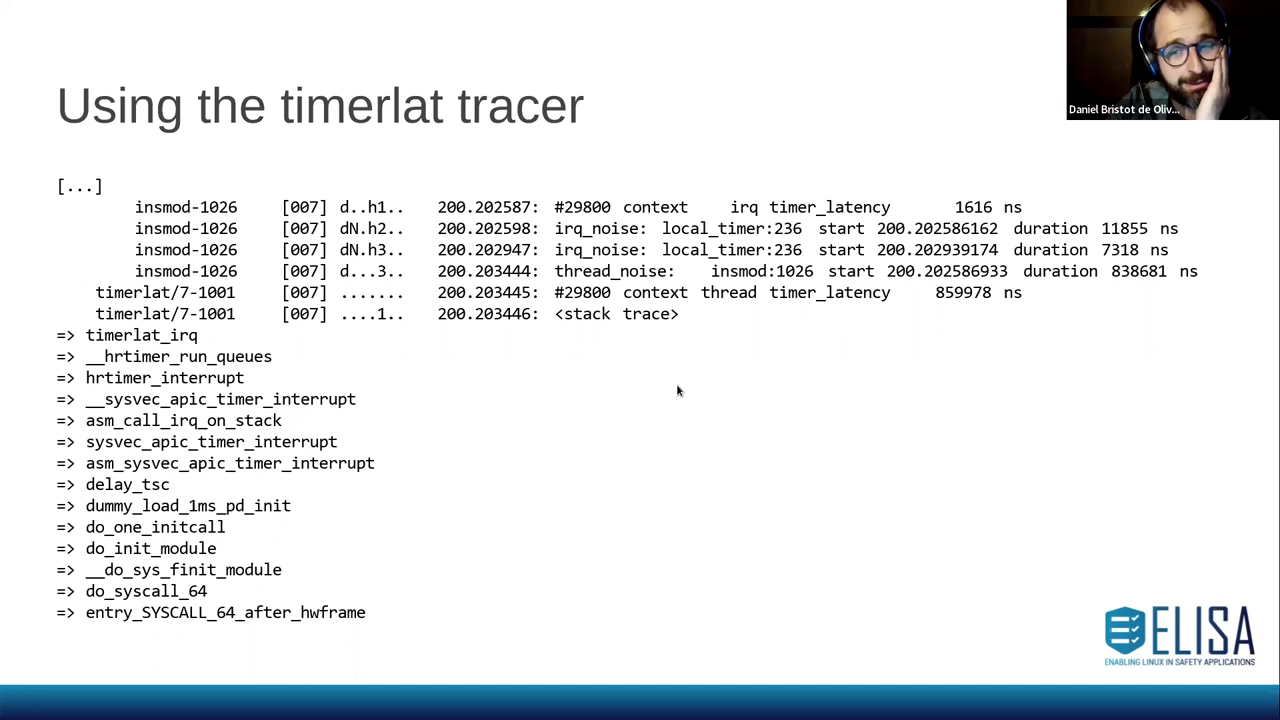 Daniel Bristot de Oliv...
Using the timerlat tracer
[...]
insmod-1026 [007] d..h1.. 200.202587: #29800 context irq timer_latency 1616 ns
insmod-1026 [007] dN.h2.. 200.202598: irq_noise: local_timer:236 start 200.202586162 duration 11855 ns
insmod-1026 [007] dN.h3.. 200.202947: irq_noise: local_timer:236 start 200.202939174 duration 7318 ns
insmod-1026 [007] d...3.. 200.203444: thread_noise: insmod:1026 start 200.202586933 duration 838681 ns
timerlat/7-1001 [007] ....... 200.203445: #29800 context thread timer_latency 859978 ns
timerlat/7-1001 [007] ....1.. 200.203446: <stack trace>
=> timerlat_irq
=> __hrtimer_run_queues
=> hrtimer_interrupt
=> __sysvec_apic_timer_interrupt
=> asm_call_irq_on_stack
=> sysvec_apic_timer_interrupt
=> asm_sysvec_apic_timer_interrupt
=> delay_tsc
=> dummy_load_1ms_pd_init
=> do_one_initcall
=> do_init_module
=> __do_sys_finit_module
=> do_syscall_64
=> entry_SYSCALL_64_after_hwframe
ELISA
ENABLING LINUX IN SAFETY APPLICATIONS